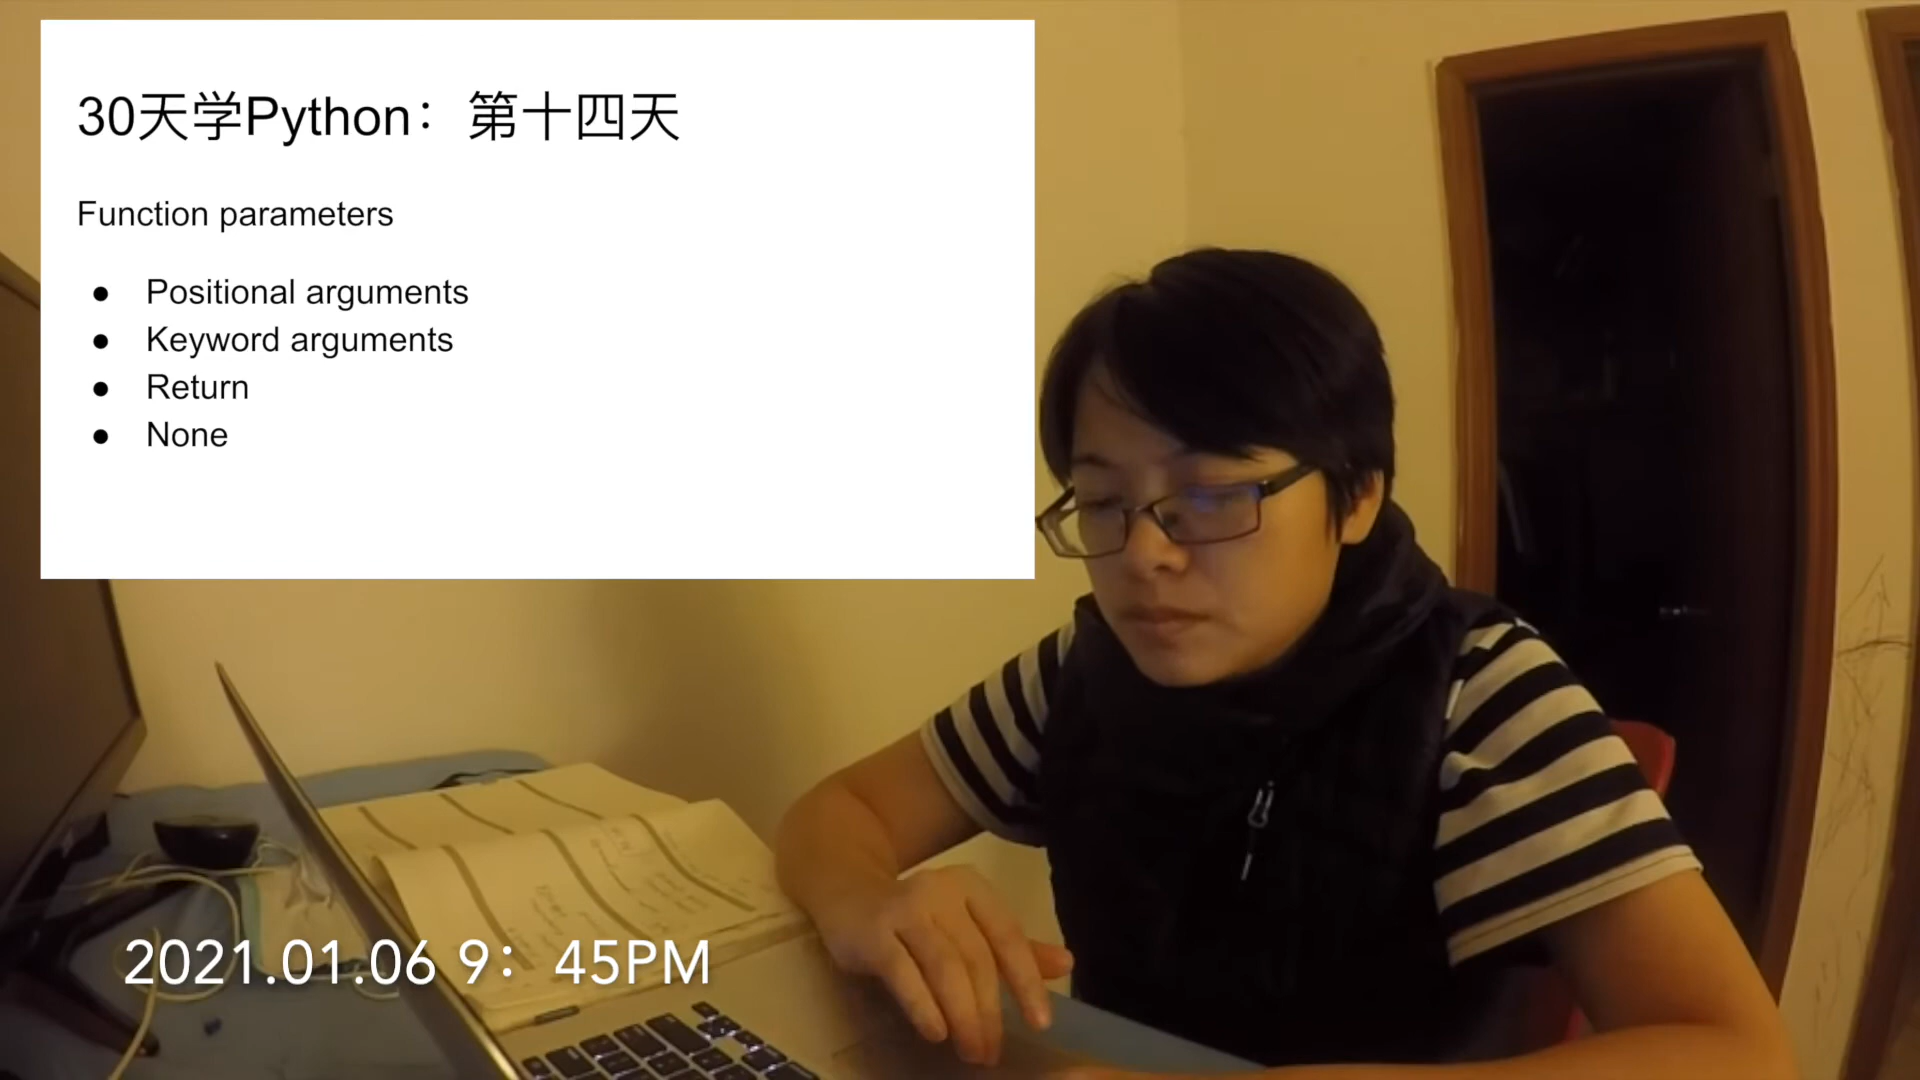 30天学Python：第十四天
Function parameters
● Positional arguments
● Keyword arguments
● Return
● None
2021.01.06 9：45PM